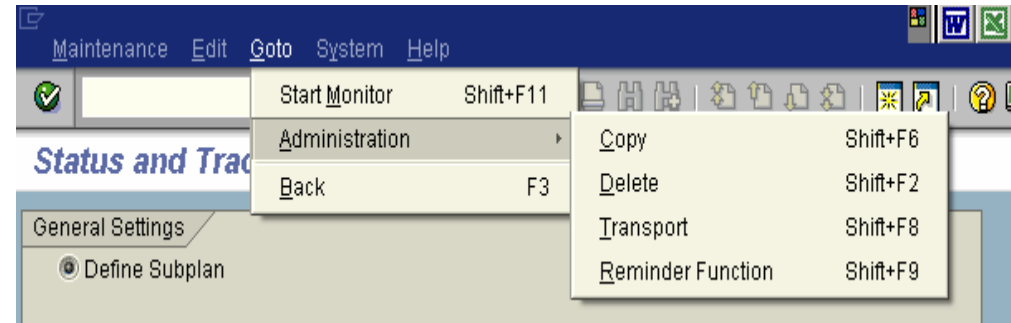 Maintenance Edit Goto System Help
Start Monitor Shift+F11
Administration
Back F3
Copy Shift+F6
Delete Shift+F2
Transport Shift+F8
Reminder Function Shift+F9
Status and Trac
General Settings
Define Subplan